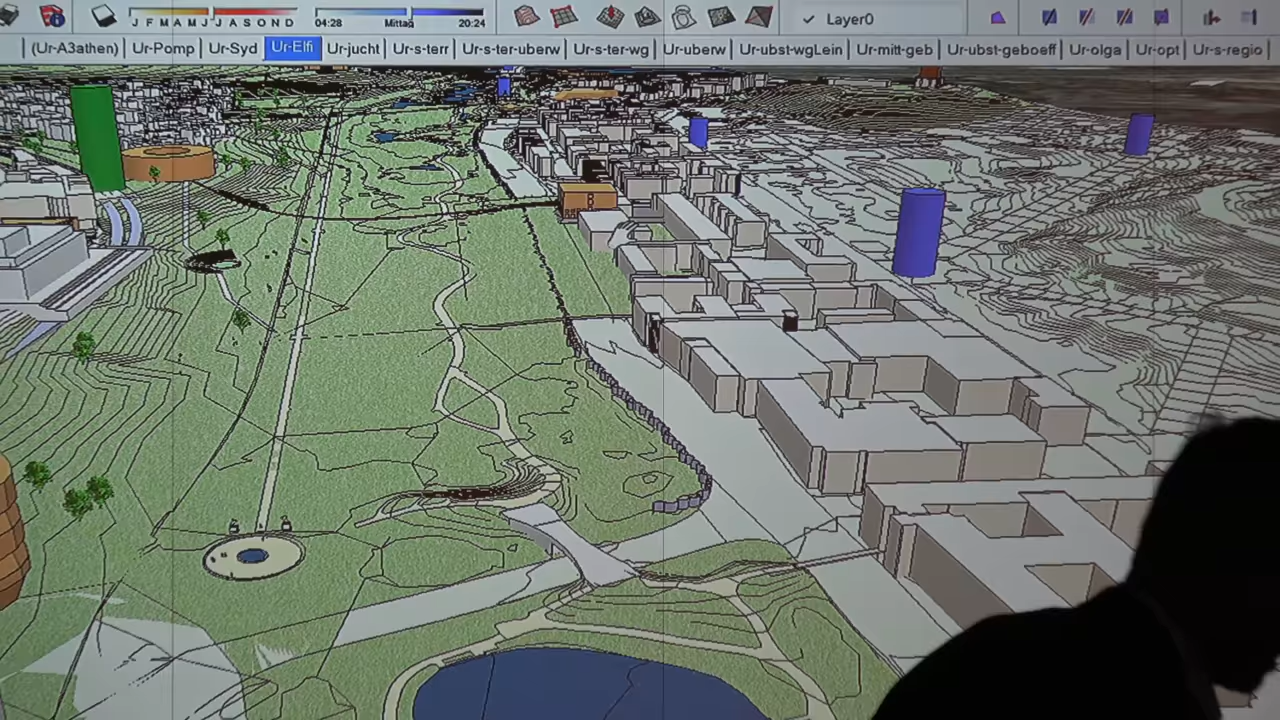 J F M A M J J A S O N D 04:28 Mittag 20:24 Layer0
(Ur-A3athen) Ur-Pomp Ur-Syd Ur-Elfi Ur-jucht Ur-s-terr Ur-s-ter-uberw Ur-s-ter-wg Ur-uberw Ur-ubst-wgLein Ur-mitt-geb Ur-ubst-geboeff Ur-olga Ur-opt Ur-s-regio